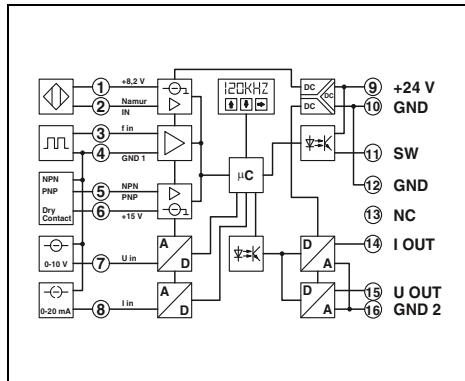 1 +8,2 V
2 Namur
IN
3 f in
4 GND 1
NPN
PNP
Dry
Contact
5 NPN
PNP
6 +15 V
0-10 V
7 U in
0-20 mA
8 I in
A
D
A
D
120KHZ
µC
DC
DC
DC
9 +24 V
10 GND
11 SW
12 GND
13 NC
D
A
14 I OUT
D
A
15 U OUT
16 GND 2